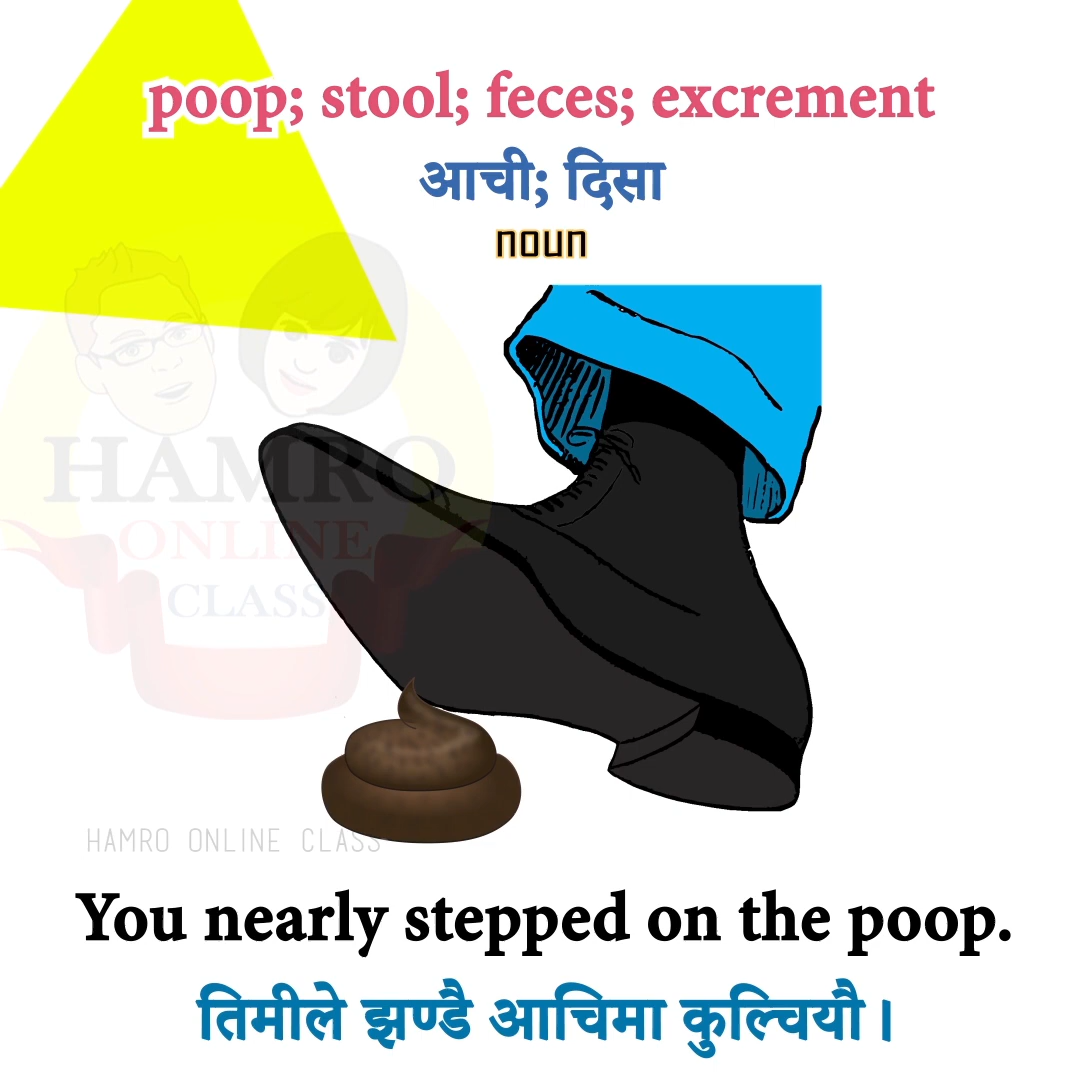 poop; stool; feces; excrement
आची; दिसा
noun
HAMRO
ONLINE
CLASS
HAMRO ONLINE CLASS
You nearly stepped on the poop.
तिमीले झण्डै आचिमा कुल्चियौ।